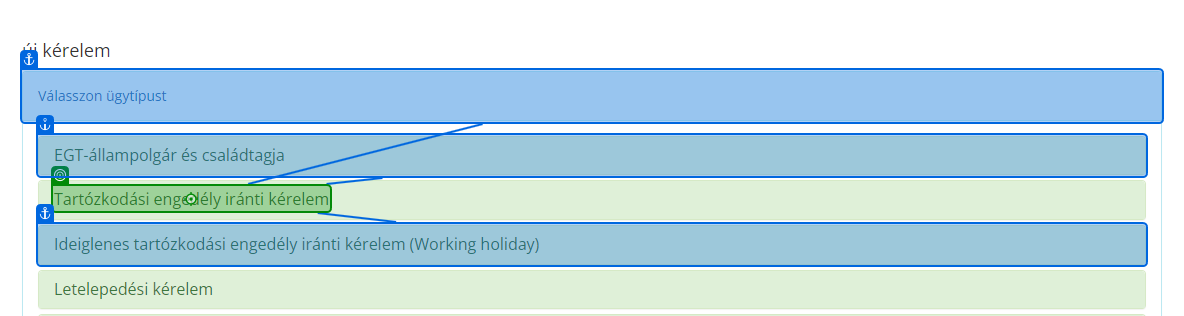 új kérelem
Válasszon ügytípust
EGT-állampolgár és családtagja
Tartózkodási engedély iránti kérelem
Ideiglenes tartózkodási engedély iránti kérelem (Working holiday)
Letelepedési kérelem